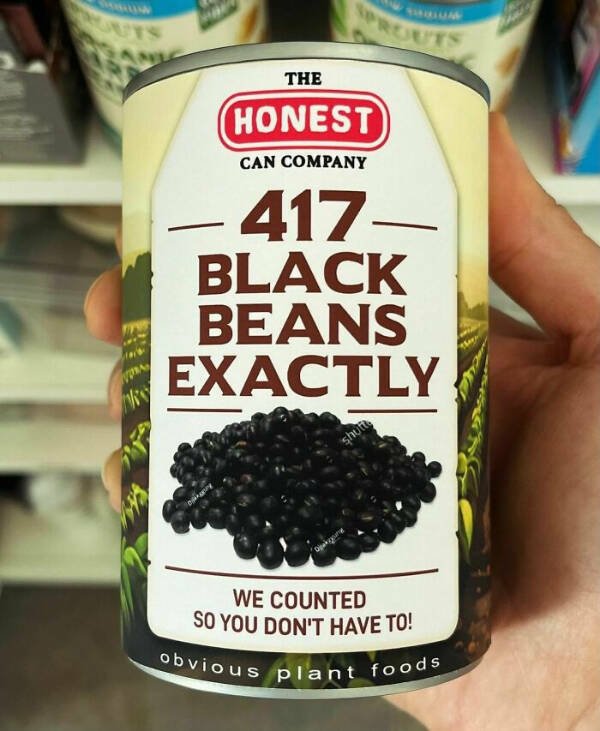 THE
HONEST
CAN COMPANY
417
BLACK
BEANS
EXACTLY
WE COUNTED
SO YOU DON'T HAVE TO!
obvious plant foods